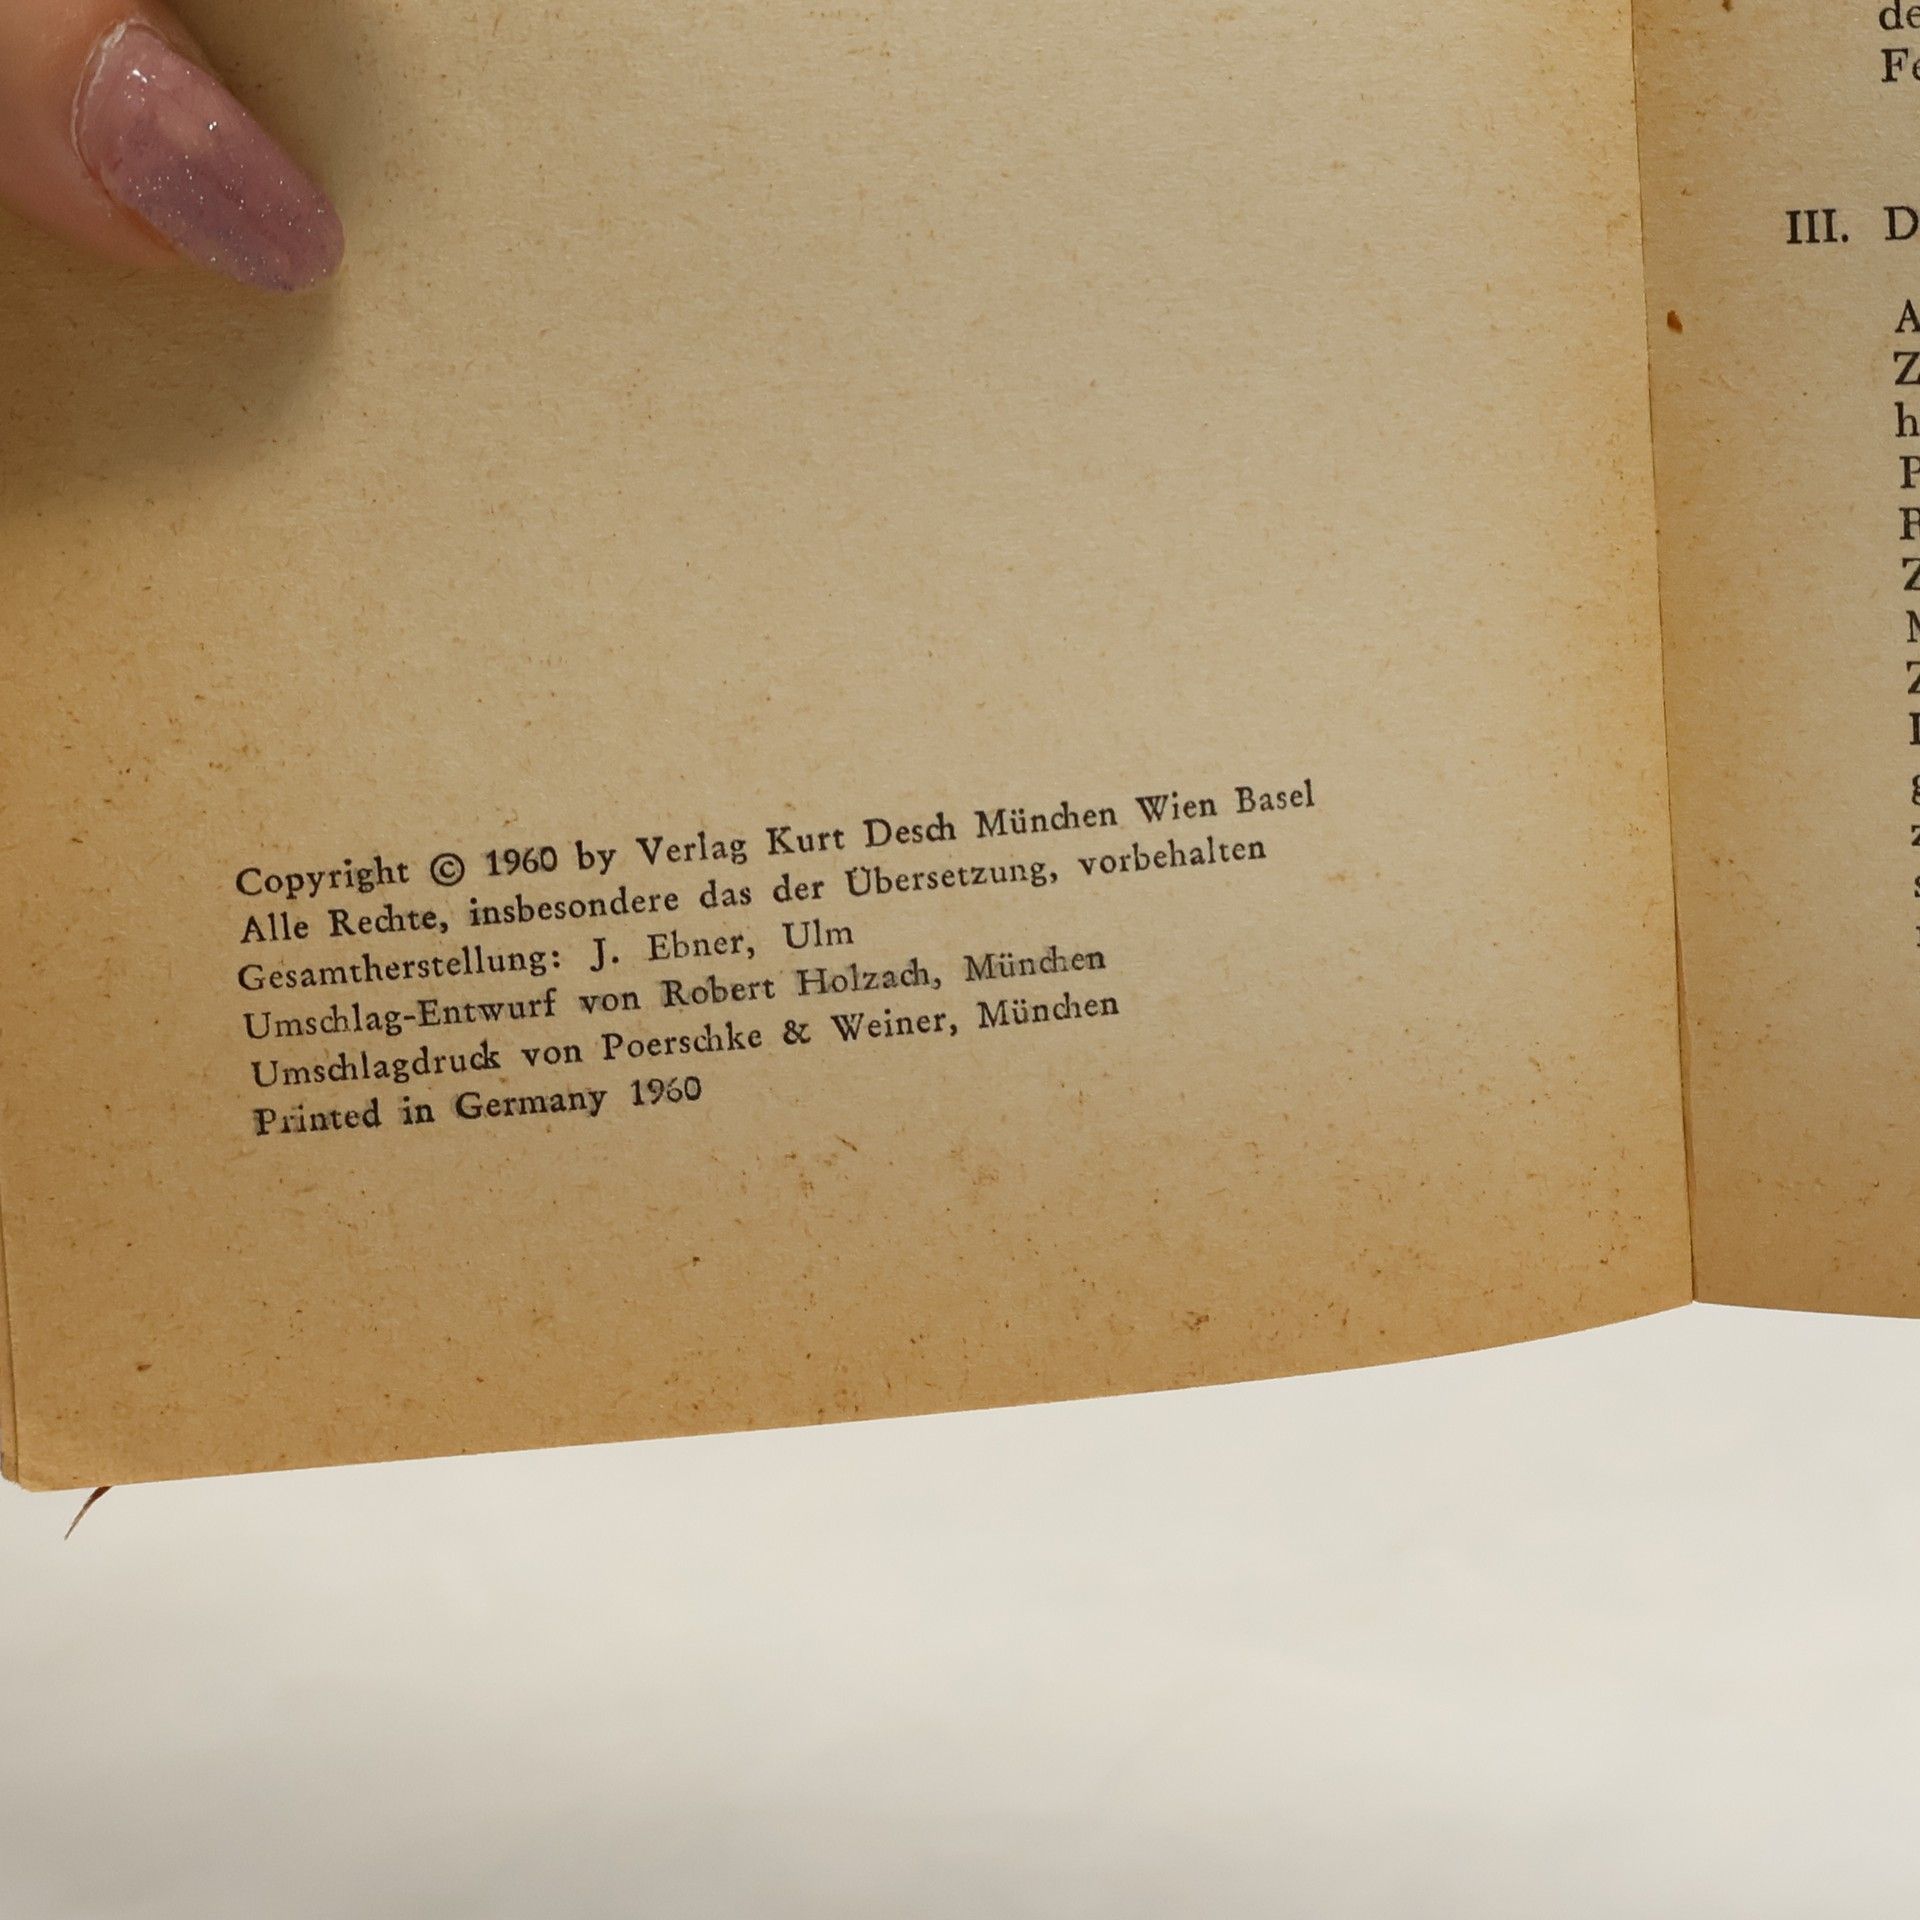 Copyright © 1960 by Verlag Kurt Desch München Wien Basel
Alle Rechte, insbesondere das der Übersetzung, vorbehalten
Gesamtherstellung: J. Ebner, Ulm
Umschlag-Entwurf von Robert Holzach, München
Umschlagdruck von Poerschke & Weiner, München
Printed in Germany 1960
III.